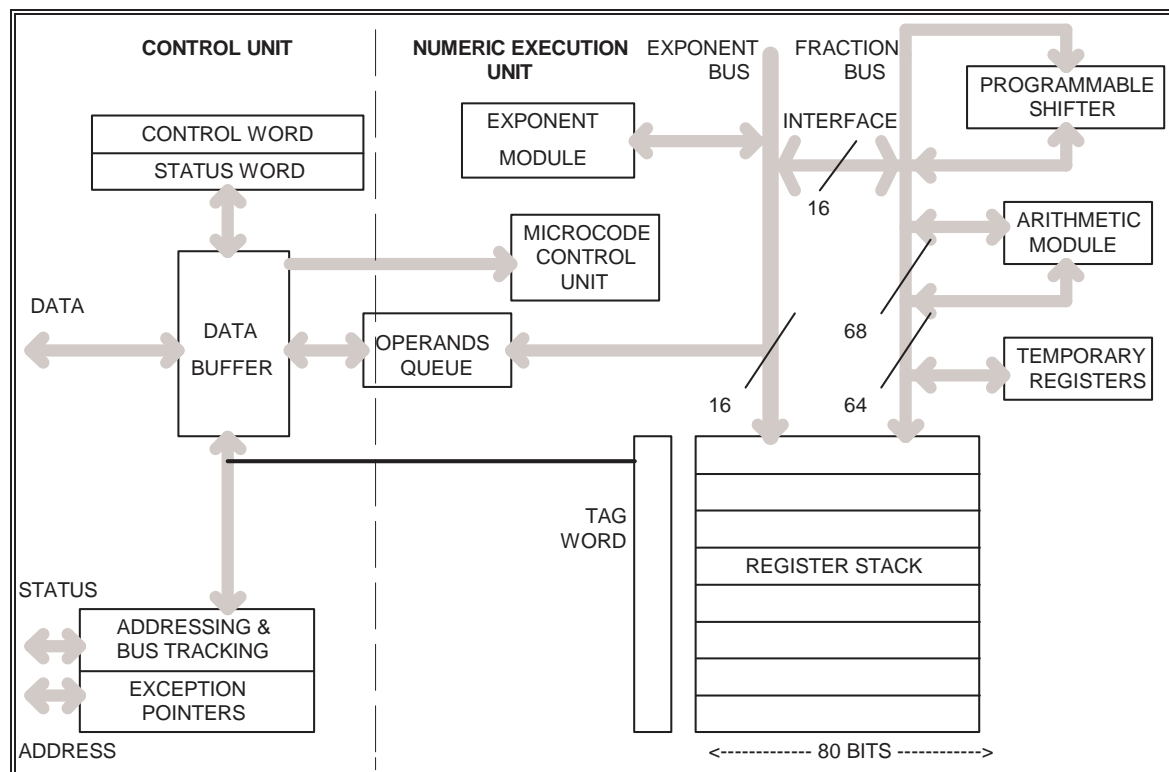 CONTROL UNIT
NUMERIC EXECUTION
UNIT
EXPONENT
BUS
FRACTION
BUS
PROGRAMMABLE
SHIFTER
CONTROL WORD
STATUS WORD
EXPONENT
MODULE
INTERFACE
16
MICROCODE
CONTROL
UNIT
ARITHMETIC
MODULE
DATA
DATA
BUFFER
OPERANDS
QUEUE
68
TEMPORARY
REGISTERS
16
64
TAG
WORD
REGISTER STACK
STATUS
ADDRESSING &
BUS TRACKING
EXCEPTION
POINTERS
ADDRESS
<------------ 80 BITS ------------>